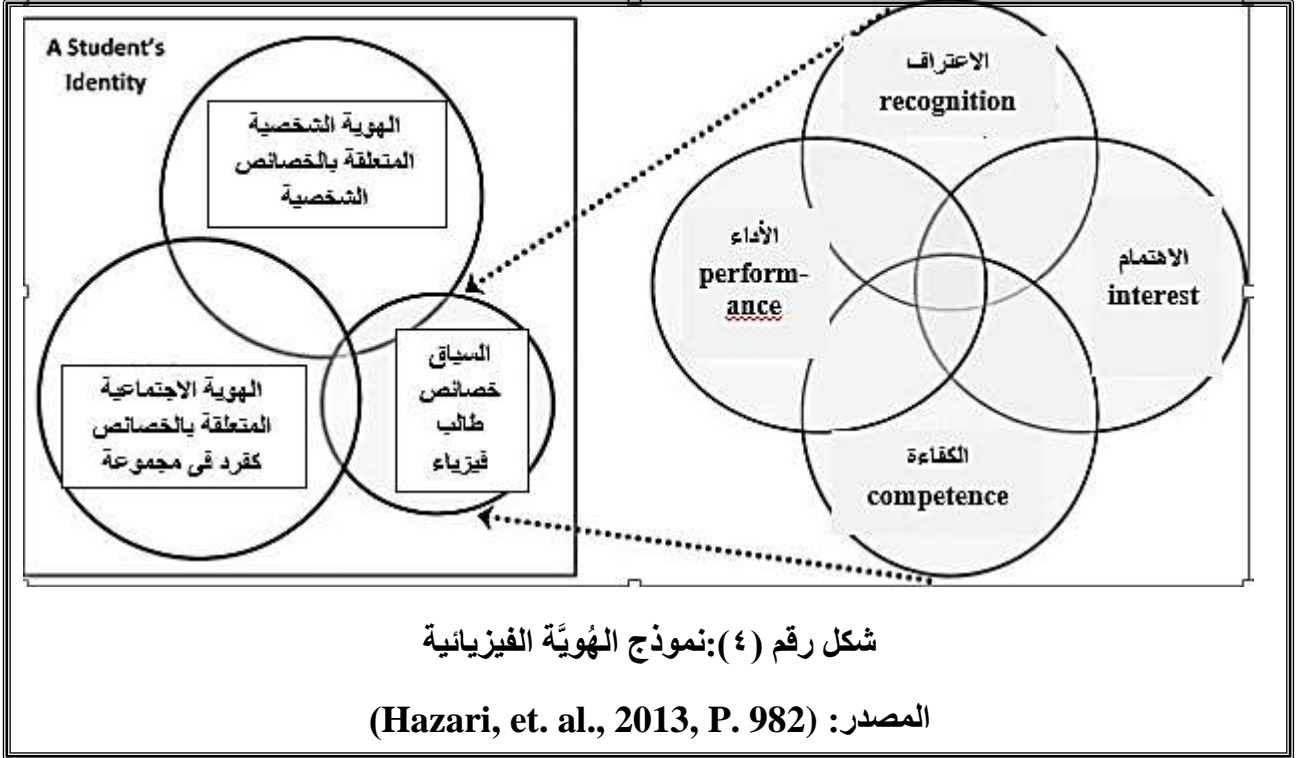 A Student's
Identity
الهوية الشخصية
المتعلقة بالخصائص
الشخصية
الهوية الاجتماعية
المتعلقة بالخصائص
كفرد في مجموعة
السياق
خصائص
طالب
فيزياء
الاعتراف
recognition
الأداء
perform-
ance
الاهتمام
interest
الكفاءة
competence
شكل رقم (٤):نموذج الهُويَّة الفيزيائية
المصدر: (Hazari, et. al., 2013, P. 982)